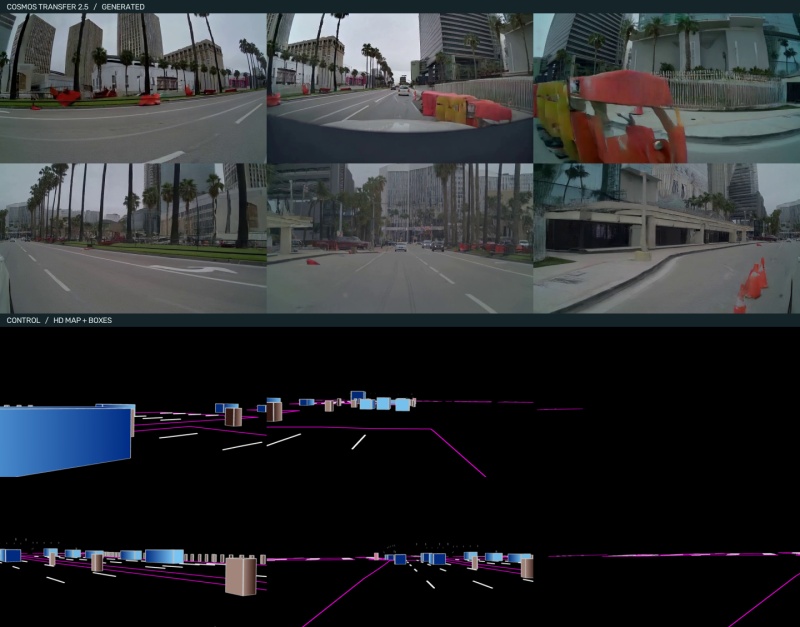 COSMOS TRANSFER 2.5 / GENERATED
CONTROL / HD MAP + BOXES